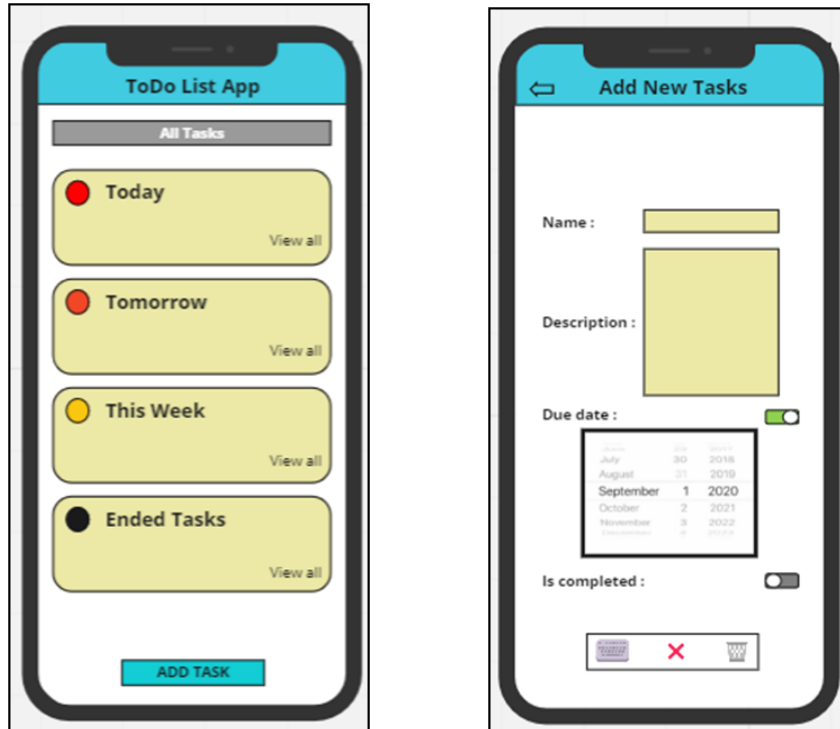 ToDo List App
All Tasks
Today
View all
Tomorrow
View all
This Week
View all
Ended Tasks
View all
ADD TASK
Add New Tasks
Name :
Description :
Due date :
July 30 2018
August 31 2019
September 1 2020
October 2 2021
November 3 2022
Is completed :